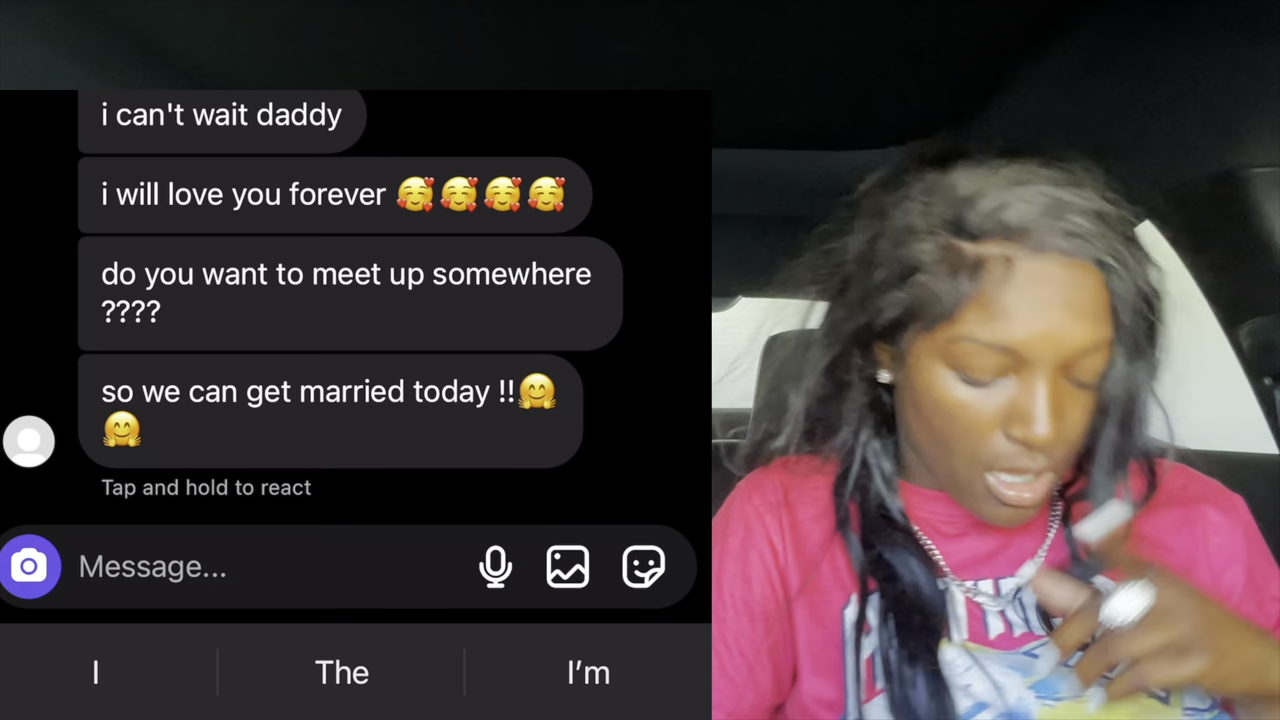 i can't wait daddy
i will love you forever 🥰🥰🥰🥰
do you want to meet up somewhere
????
so we can get married today !!🤗
🤗
Tap and hold to react
Message...
I The I’m